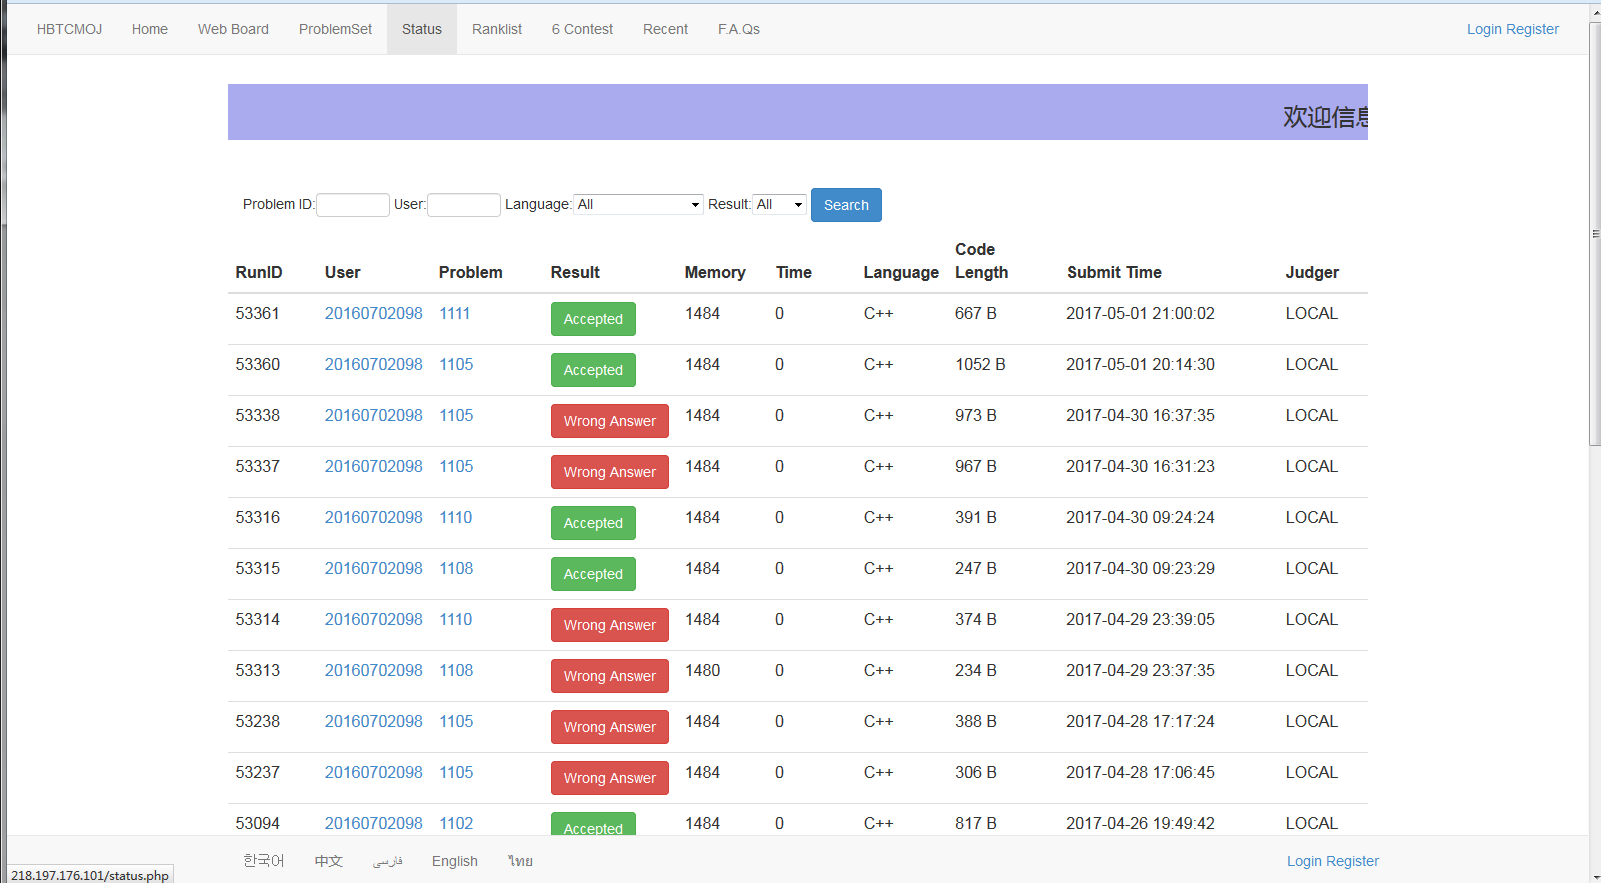 HBTCMOJ Home Web Board ProblemSet Status Ranklist 6 Contest Recent F.A.Qs Login Register
欢迎信息
Problem ID: User: Language: All Result: All Search
RunID User Problem Result Memory Time Language Code Length Submit Time Judger
53361 20160702098 1111 Accepted 1484 0 C++ 667 B 2017-05-01 21:00:02 LOCAL
53360 20160702098 1105 Accepted 1484 0 C++ 1052 B 2017-05-01 20:14:30 LOCAL
53338 20160702098 1105 Wrong Answer 1484 0 C++ 973 B 2017-04-30 16:37:35 LOCAL
53337 20160702098 1105 Wrong Answer 1484 0 C++ 967 B 2017-04-30 16:31:23 LOCAL
53316 20160702098 1110 Accepted 1484 0 C++ 391 B 2017-04-30 09:24:24 LOCAL
53315 20160702098 1108 Accepted 1484 0 C++ 247 B 2017-04-30 09:23:29 LOCAL
53314 20160702098 1110 Wrong Answer 1484 0 C++ 374 B 2017-04-29 23:39:05 LOCAL
53313 20160702098 1108 Wrong Answer 1480 0 C++ 234 B 2017-04-29 23:37:35 LOCAL
53238 20160702098 1105 Wrong Answer 1484 0 C++ 388 B 2017-04-28 17:17:24 LOCAL
53237 20160702098 1105 Wrong Answer 1484 0 C++ 306 B 2017-04-28 17:06:45 LOCAL
53094 20160702098 1102 Accepted 1484 0 C++ 817 B 2017-04-26 19:49:42 LOCAL
한국어 中文 فارسی English ไทย Login Register
218.197.176.101/status.php